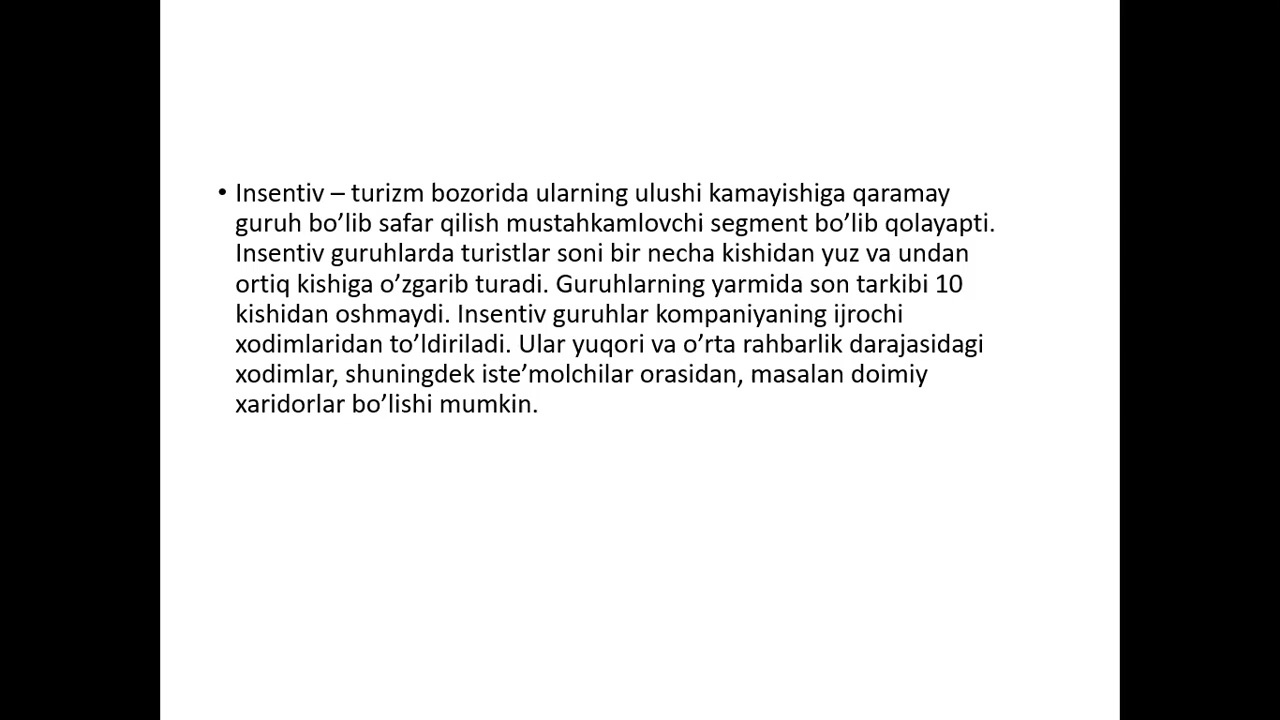 • Insentiv – turizm bozorida ularning ulushi kamayishiga qaramay
guruh bo’lib safar qilish mustahkamlovchi segment bo’lib qolayapti.
Insentiv guruhlarda turistlar soni bir necha kishidan yuz va undan
ortiq kishiga o’zgarib turadi. Guruhlarning yarmida son tarkibi 10
kishidan oshmaydi. Insentiv guruhlar kompaniyaning ijrochi
xodimlaridan to’ldiriladi. Ular yuqori va o’rta rahbarlik darajasidagi
xodimlar, shuningdek iste’molchilar orasidan, masalan doimiy
xaridorlar bo’lishi mumkin.